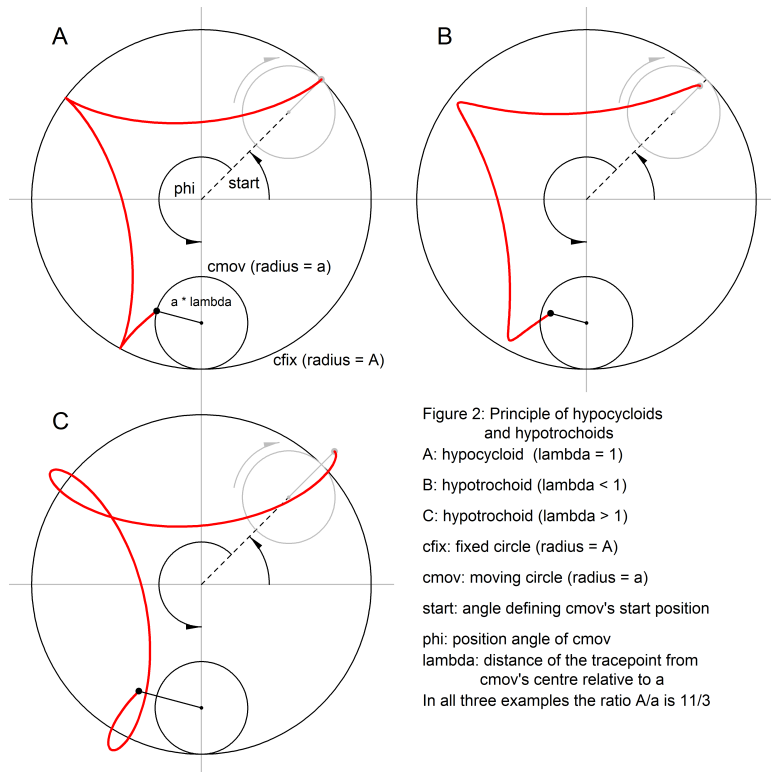 A
phi
start
cmov (radius = a)
a * lambda
cfix (radius = A)
B
C
Figure 2: Principle of hypocycloids
and hypotrochoids
A: hypocycloid  (lambda = 1)
B: hypotrochoid (lambda < 1)
C: hypotrochoid (lambda > 1)
cfix: fixed circle (radius = A)
cmov: moving circle (radius = a)
start: angle defining cmov's start position
phi: position angle of cmov
lambda: distance of the tracepoint from
cmov's centre relative to a
In all three examples the ratio A/a is 11/3